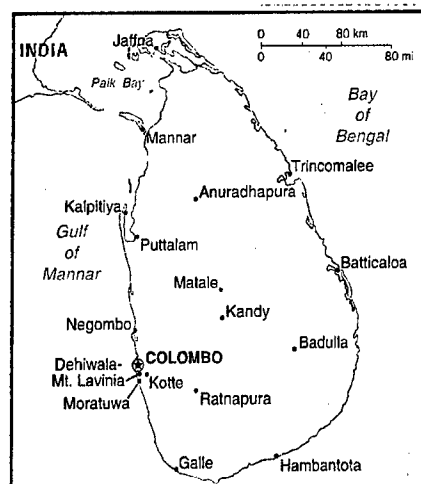 INDIA
Jaffna
0 40 80 km
0 40 80 mi
Palk Bay
Bay
of
Bengal
Mannar
Trincomalee
Anuradhapura
Kalpitiya
Gulf
of
Mannar
Puttalam
Batticaloa
Matale
Kandy
Negombo
Badulla
COLOMBO
Dehiwala-
Mt. Lavinia
Kotte
Moratuwa
Ratnapura
Galle
Hambantota